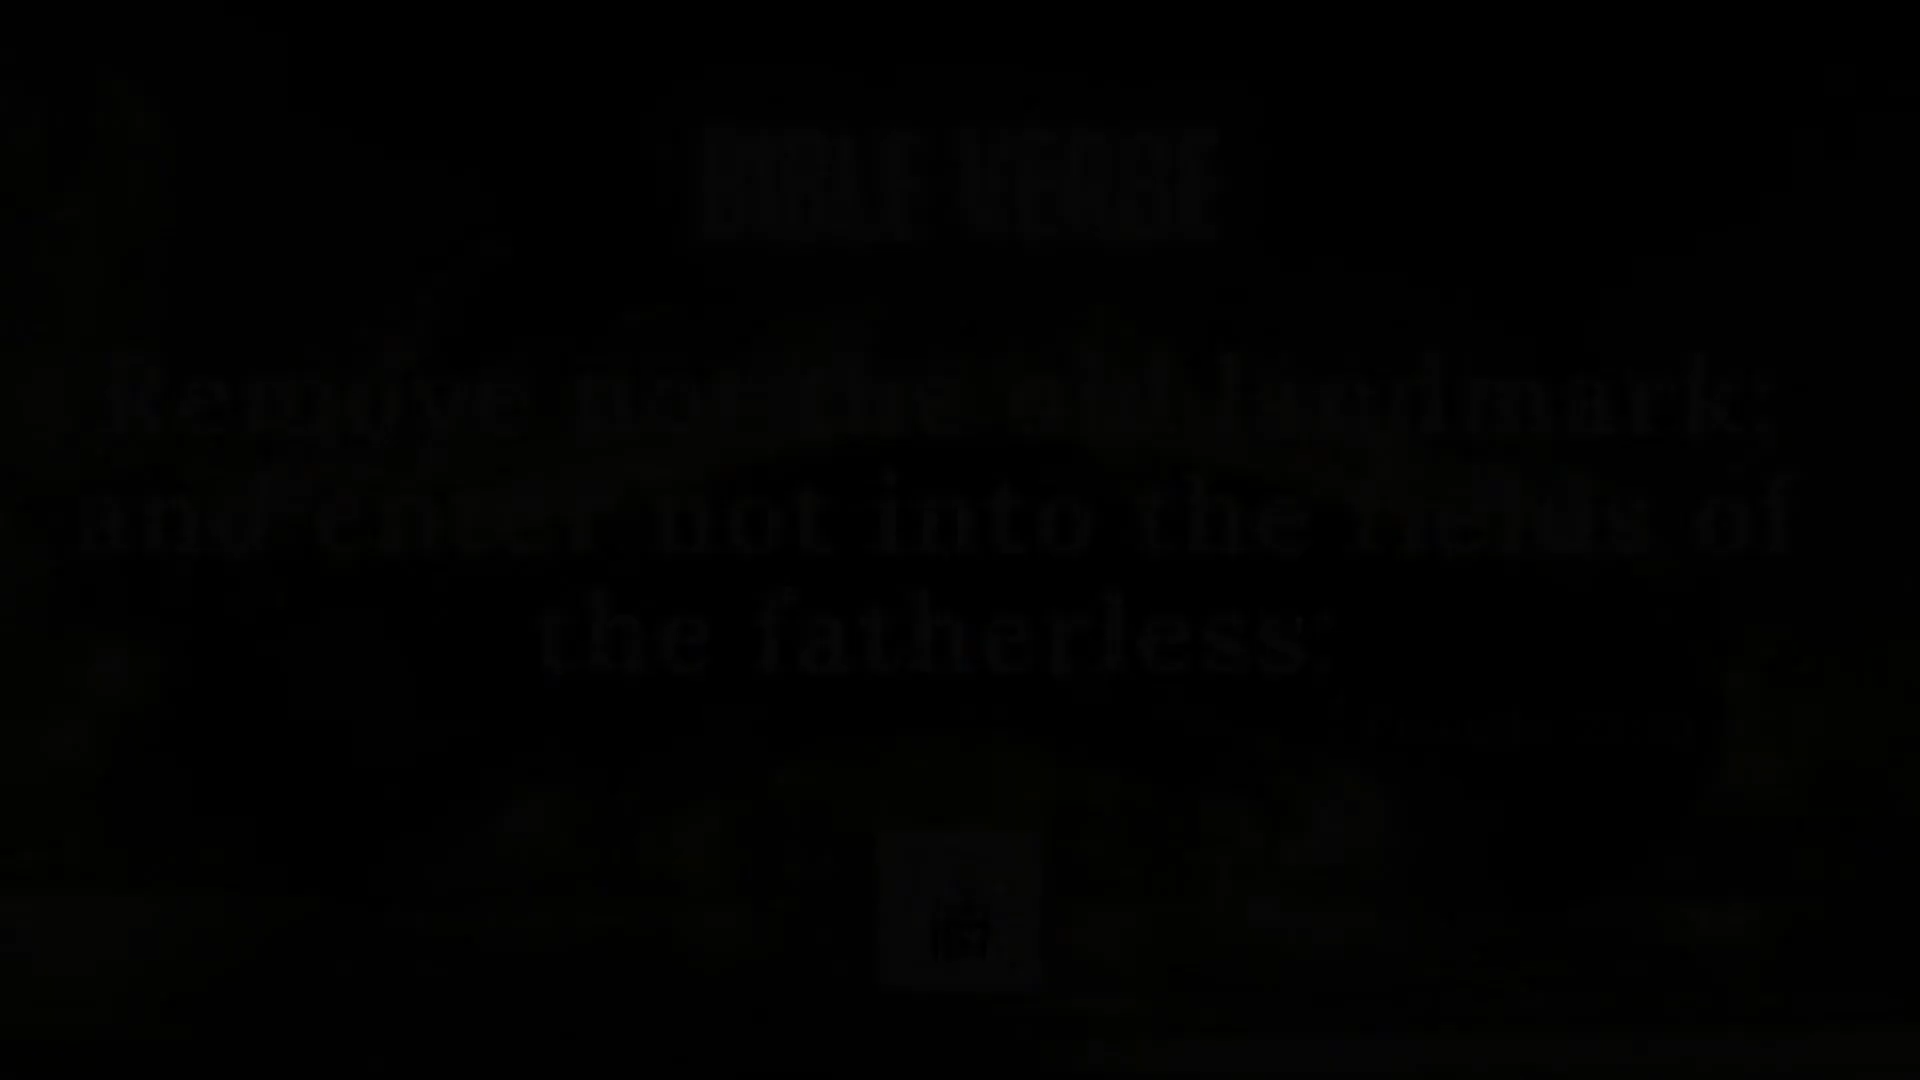 BIBLE VERSE
Remove not the old landmark;
and enter not into the fields of
the fatherless: